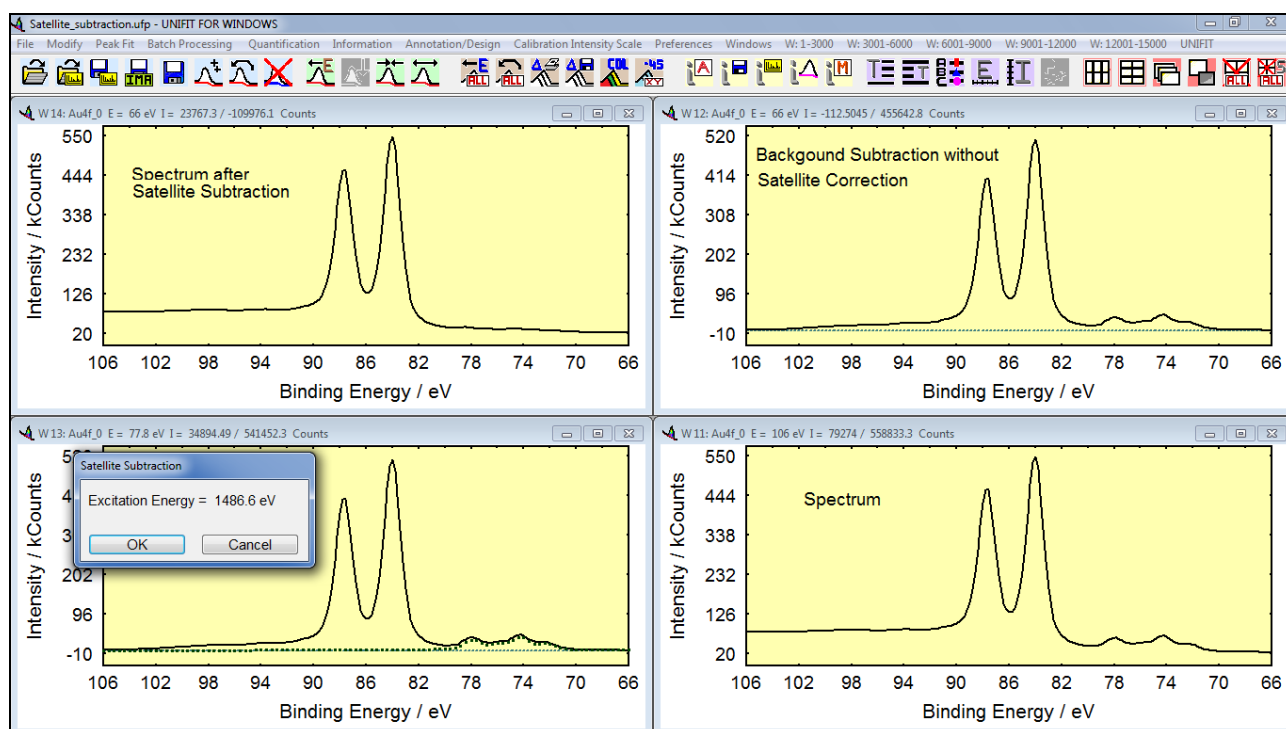 Satellite_subtraction.ufp - UNIFIT FOR WINDOWS
File Modify Peak Fit Batch Processing Quantification Information Annotation/Design Calibration Intensity Scale Preferences Windows W: 1-3000 W: 3001-6000 W: 6001-9000 W: 9001-12000 W: 12001-15000 UNIFIT
W 14: Au4f_0 E = 66 eV I = 23767.3 / -109976.1 Counts
Intensity / kCounts
550
444
338
232
126
20
Spectrum after
Satellite Subtraction
106 102 98 94 90 86 82 78 74 70 66
Binding Energy / eV
W 12: Au4f_0 E = 66 eV I = -112.5045 / 455642.8 Counts
Intensity / kCounts
520
414
308
202
96
-10
Backgound Subtraction without
Satellite Correction
106 102 98 94 90 86 82 78 74 70 66
Binding Energy / eV
W 13: Au4f_0 E = 77.8 eV I = 34894.49 / 541452.3 Counts
Intensity / kCounts
202
96
-10
Satellite Subtraction
Excitation Energy = 1486.6 eV
OK Cancel
106 102 98 94 90 86 82 78 74 70 66
Binding Energy / eV
W 11: Au4f_0 E = 106 eV I = 79274 / 558833.3 Counts
Intensity / kCounts
550
444
338
232
126
20
Spectrum
106 102 98 94 90 86 82 78 74 70 66
Binding Energy / eV